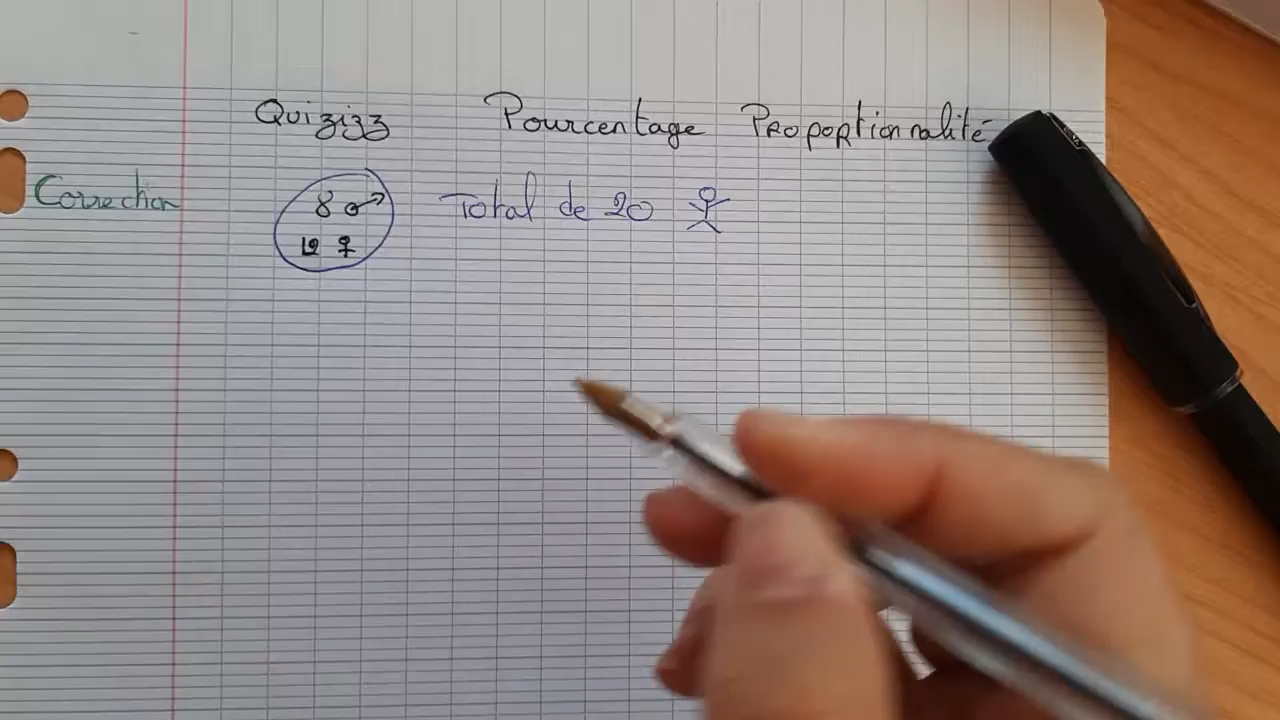 Quizizz Pourcentage Proportionnalité
Correction
8 ♂ Total de 20
12 ♀